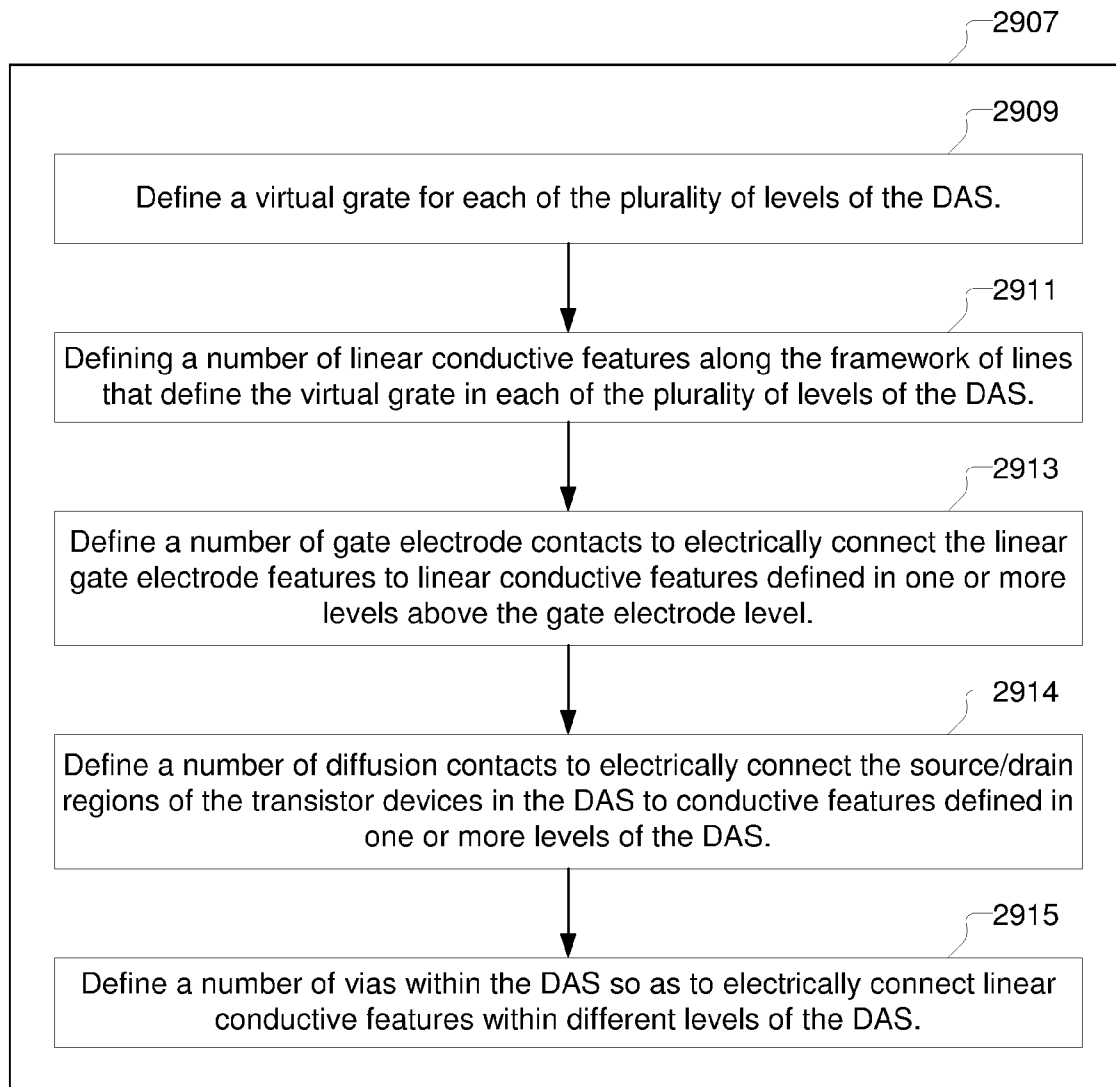 2907
2909
Define a virtual grate for each of the plurality of levels of the DAS.
2911
Defining a number of linear conductive features along the framework of lines
that define the virtual grate in each of the plurality of levels of the DAS.
2913
Define a number of gate electrode contacts to electrically connect the linear
gate electrode features to linear conductive features defined in one or more
levels above the gate electrode level.
2914
Define a number of diffusion contacts to electrically connect the source/drain
regions of the transistor devices in the DAS to conductive features defined in
one or more levels of the DAS.
2915
Define a number of vias within the DAS so as to electrically connect linear
conductive features within different levels of the DAS.